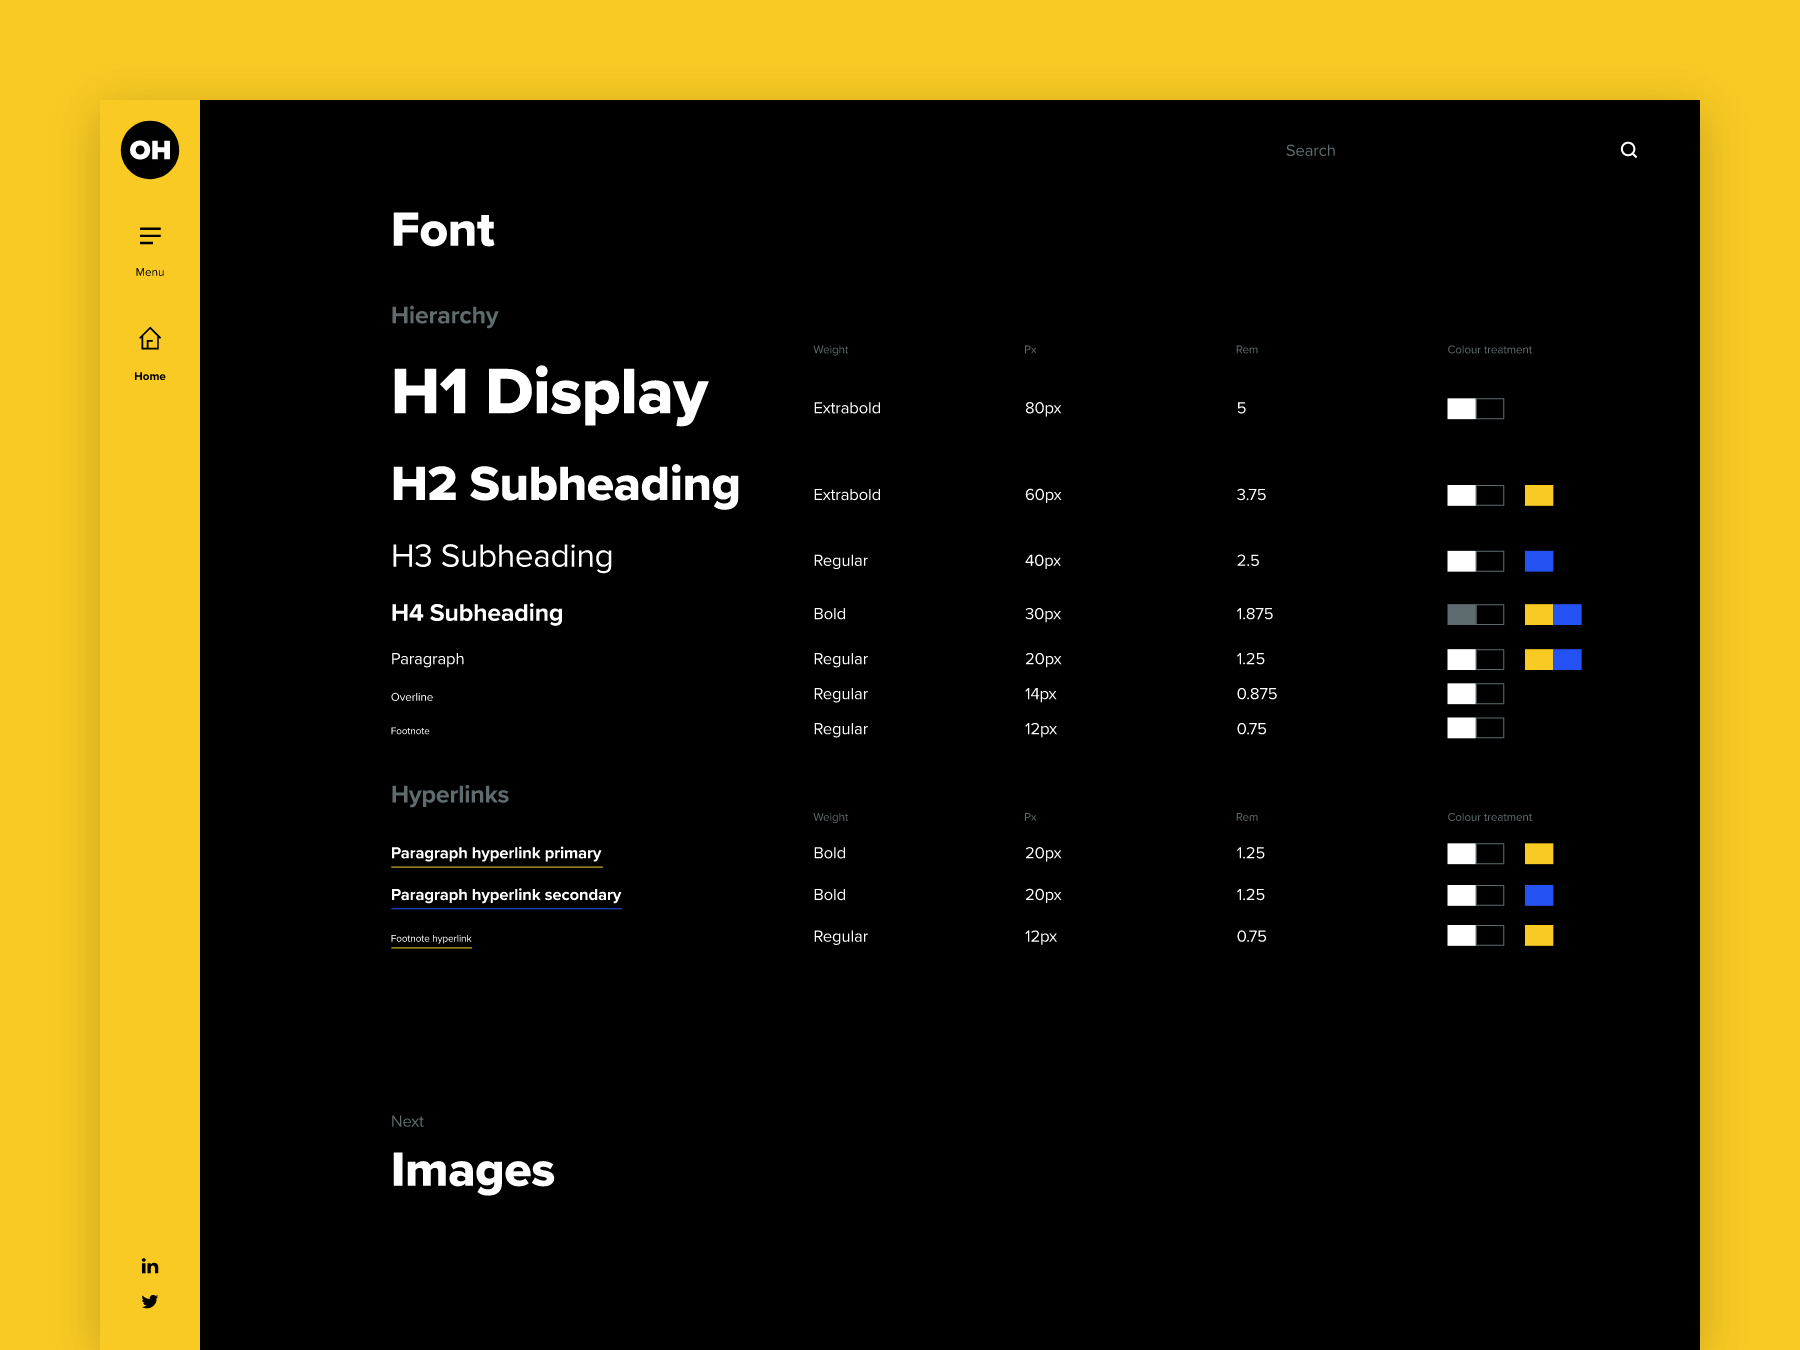 OH
Search
Menu
Home
Font
Hierarchy
Weight Px Rem Colour treatment
H1 Display Extrabold 80px 5
H2 Subheading Extrabold 60px 3.75
H3 Subheading Regular 40px 2.5
H4 Subheading Bold 30px 1.875
Paragraph Regular 20px 1.25
Overline Regular 14px 0.875
Footnote Regular 12px 0.75
Hyperlinks
Weight Px Rem Colour treatment
Paragraph hyperlink primary Bold 20px 1.25
Paragraph hyperlink secondary Bold 20px 1.25
Footnote hyperlink Regular 12px 0.75
Next
Images
in